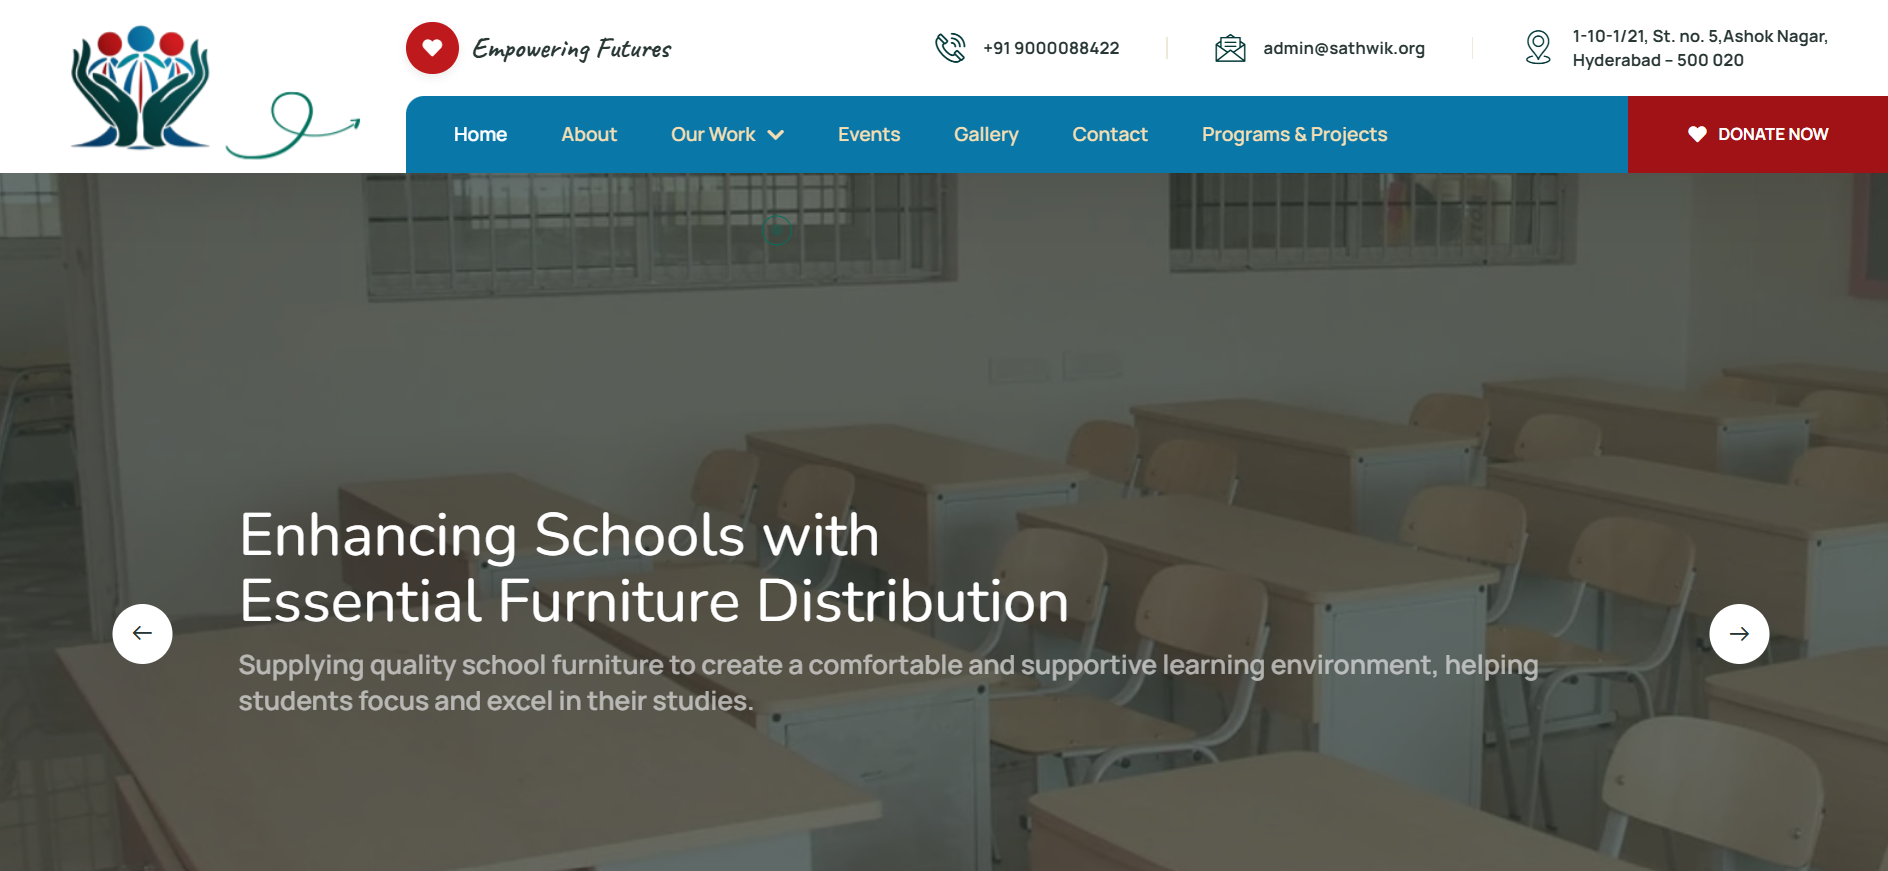 Empowering Futures
+91 9000088422
admin@sathwik.org
1-10-1/21, St. no. 5,Ashok Nagar,
Hyderabad – 500 020
Home About Our Work Events Gallery Contact Programs & Projects
DONATE NOW
Enhancing Schools with
Essential Furniture Distribution
Supplying quality school furniture to create a comfortable and supportive learning environment, helping
students focus and excel in their studies.